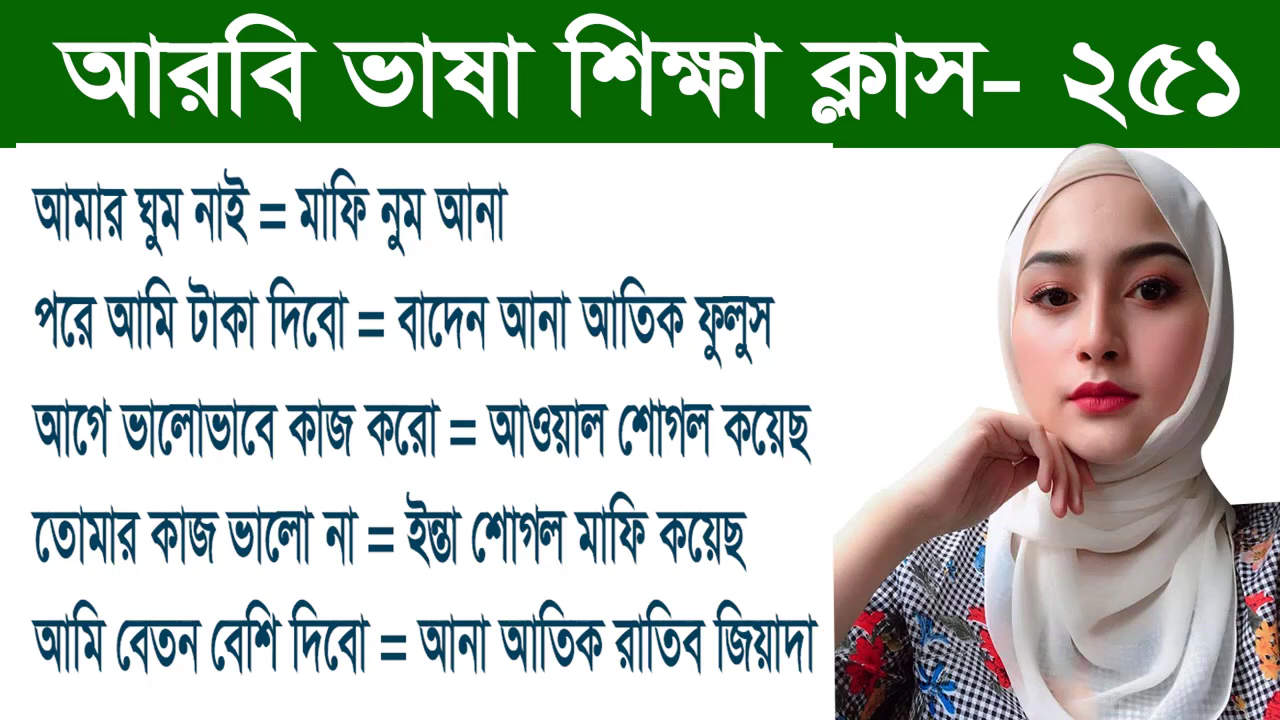 আরবি ভাষা শিক্ষা ক্লাস- ২৫১
আমার ঘুম নাই = মাফি নুম আনা
পরে আমি টাকা দিবো = বাদেন আনা আতিক ফুলুস
আগে ভালোভাবে কাজ করো = আওয়াল শোগল কয়েছ
তোমার কাজ ভালো না = ইন্তা শোগল মাফি কয়েছ
আমি বেতন বেশি দিবো = আনা আতিক রাতিব জিয়াদা